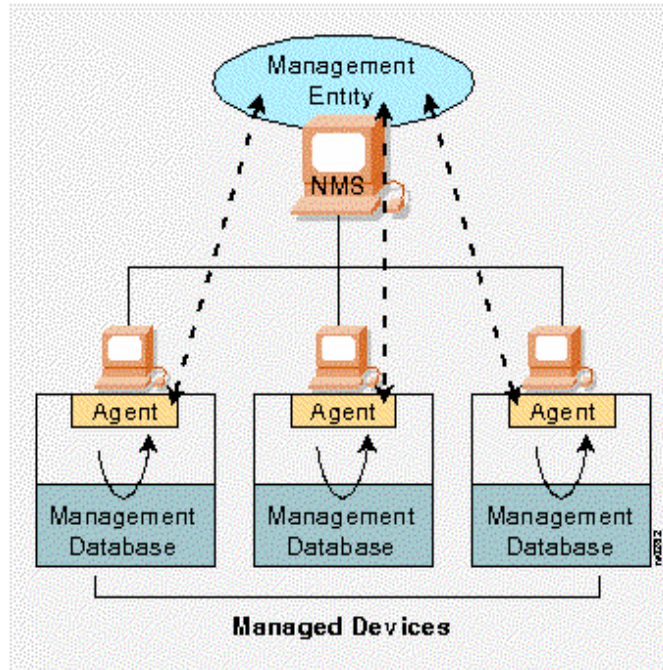 Management
Entity
NMS
Agent
Agent
Agent
Management
Database
Management
Database
Management
Database
Managed Devices